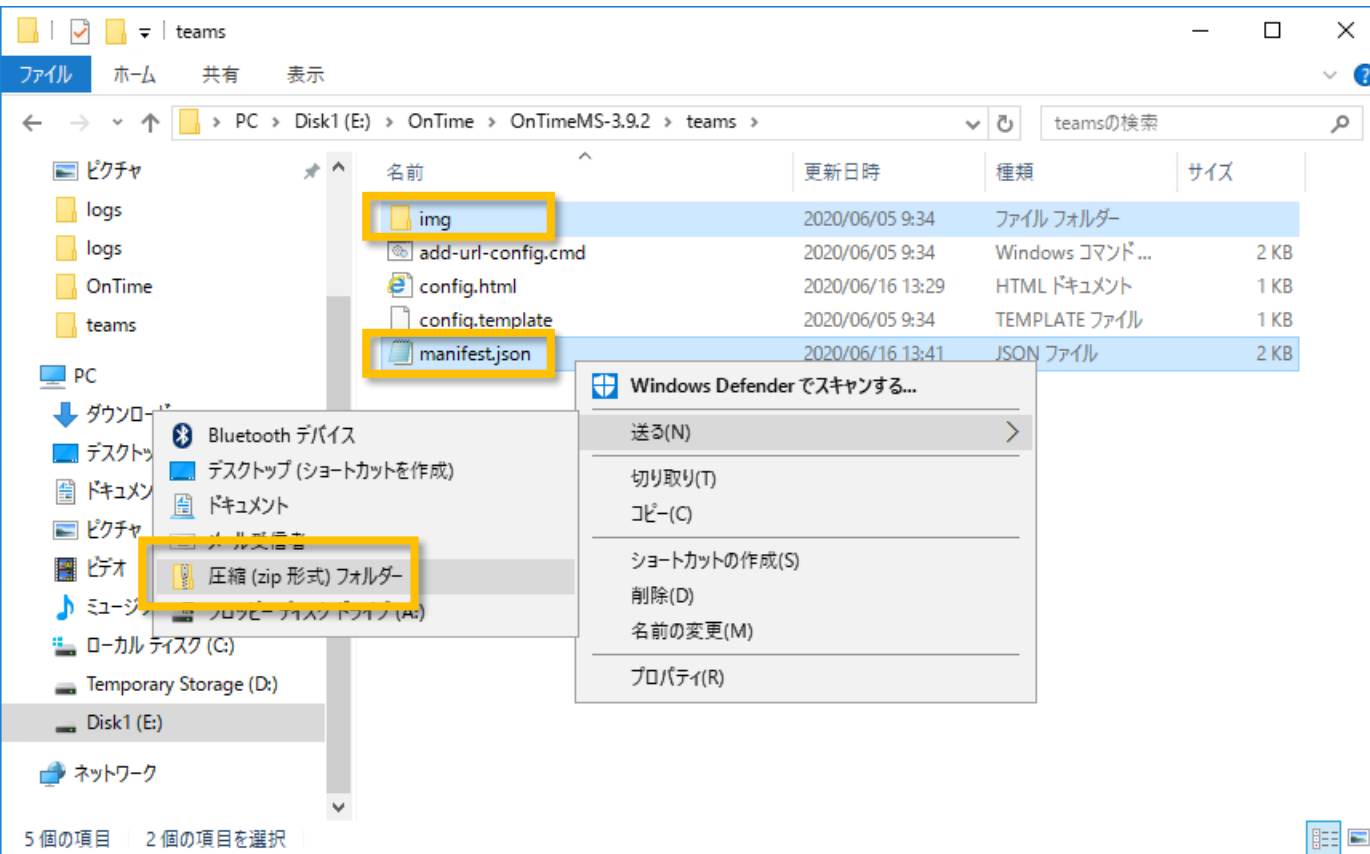 teams
ファイル ホーム 共有 表示
PC > Disk1 (E:) > OnTime > OnTimeMS-3.9.2 > teams >
teamsの検索
ピクチャ
logs
logs
OnTime
teams
PC
ダウンロード
デスクトッ
ドキュメン
ピクチャ
ビデオ
ミュージッ
ローカル ディスク (C:)
Temporary Storage (D:)
Disk1 (E:)
ネットワーク
名前 更新日時 種類 サイズ
img 2020/06/05 9:34 ファイル フォルダー
add-url-config.cmd 2020/06/05 9:34 Windows コマンド... 2 KB
config.html 2020/06/16 13:29 HTML ドキュメント 1 KB
config.template 2020/06/05 9:34 TEMPLATE ファイル 1 KB
manifest.json 2020/06/16 13:41 JSON ファイル 2 KB
Windows Defender でスキャンする...
送る(N)
切り取り(T)
コピー(C)
ショートカットの作成(S)
削除(D)
名前の変更(M)
プロパティ(R)
Bluetooth デバイス
デスクトップ (ショートカットを作成)
ドキュメント
メール受信者
圧縮 (zip 形式) フォルダー
フロッピー ディスク ドライブ (A:)
5 個の項目 2 個の項目を選択